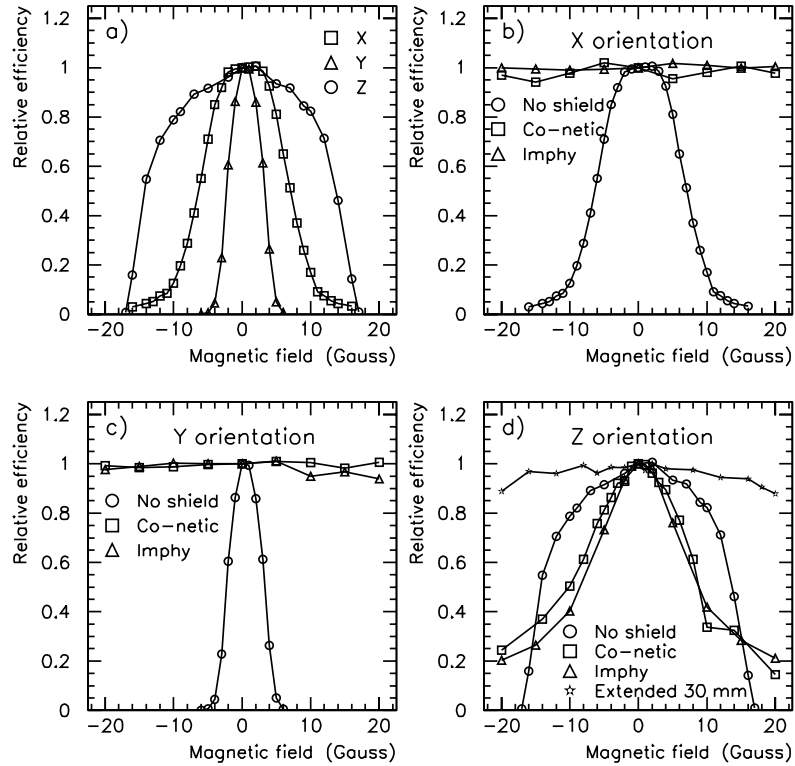 a)
X
Y
Z
Relative efficiency
1.2
1
0.8
0.6
0.4
0.2
0
−20 −10 0 10 20
Magnetic field (Gauss)
b)
X orientation
No shield
Co−netic
Imphy
Relative efficiency
1.2
1
0.8
0.6
0.4
0.2
0
−20 −10 0 10 20
Magnetic field (Gauss)
c)
Y orientation
No shield
Co−netic
Imphy
Relative efficiency
1.2
1
0.8
0.6
0.4
0.2
0
−20 −10 0 10 20
Magnetic field (Gauss)
d)
Z orientation
No shield
Co−netic
Imphy
Extended 30 mm
Relative efficiency
1.2
1
0.8
0.6
0.4
0.2
0
−20 −10 0 10 20
Magnetic field (Gauss)